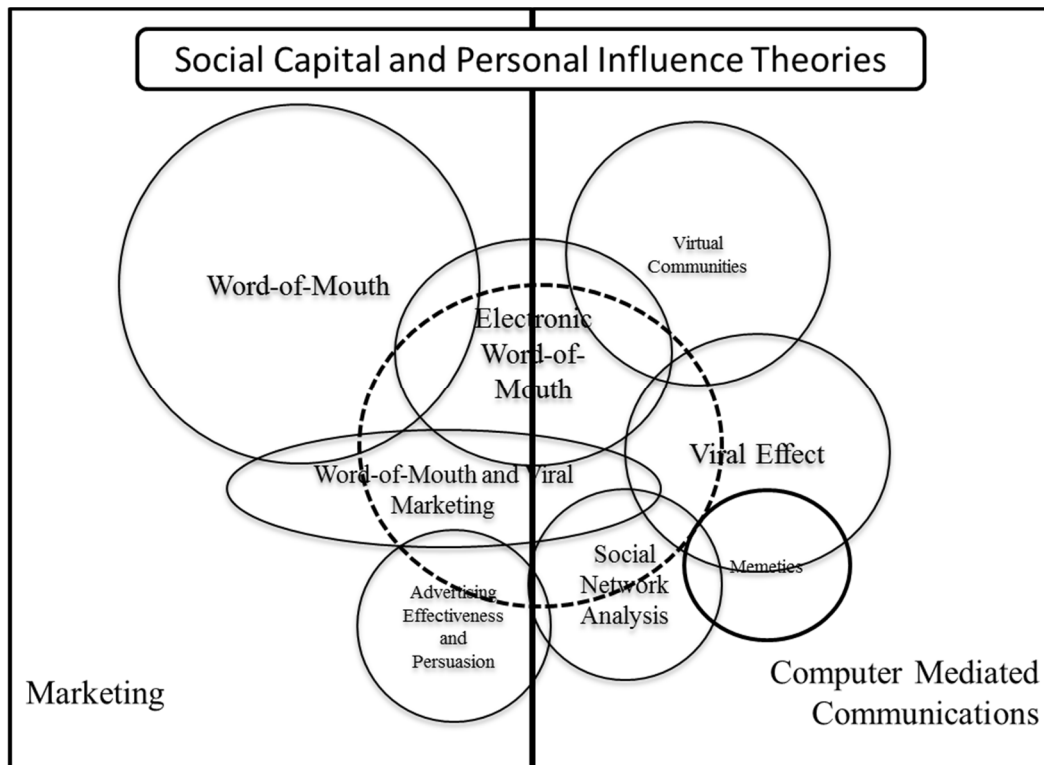 Social Capital and Personal Influence Theories
Virtual
Communities
Word-of-Mouth
Electronic
Word-of-
Mouth
Viral Effect
Word-of-Mouth and Viral
Marketing
Social
Network
Analysis
Memetics
Advertising
Effectiveness
and
Persuasion
Marketing
Computer Mediated
Communications